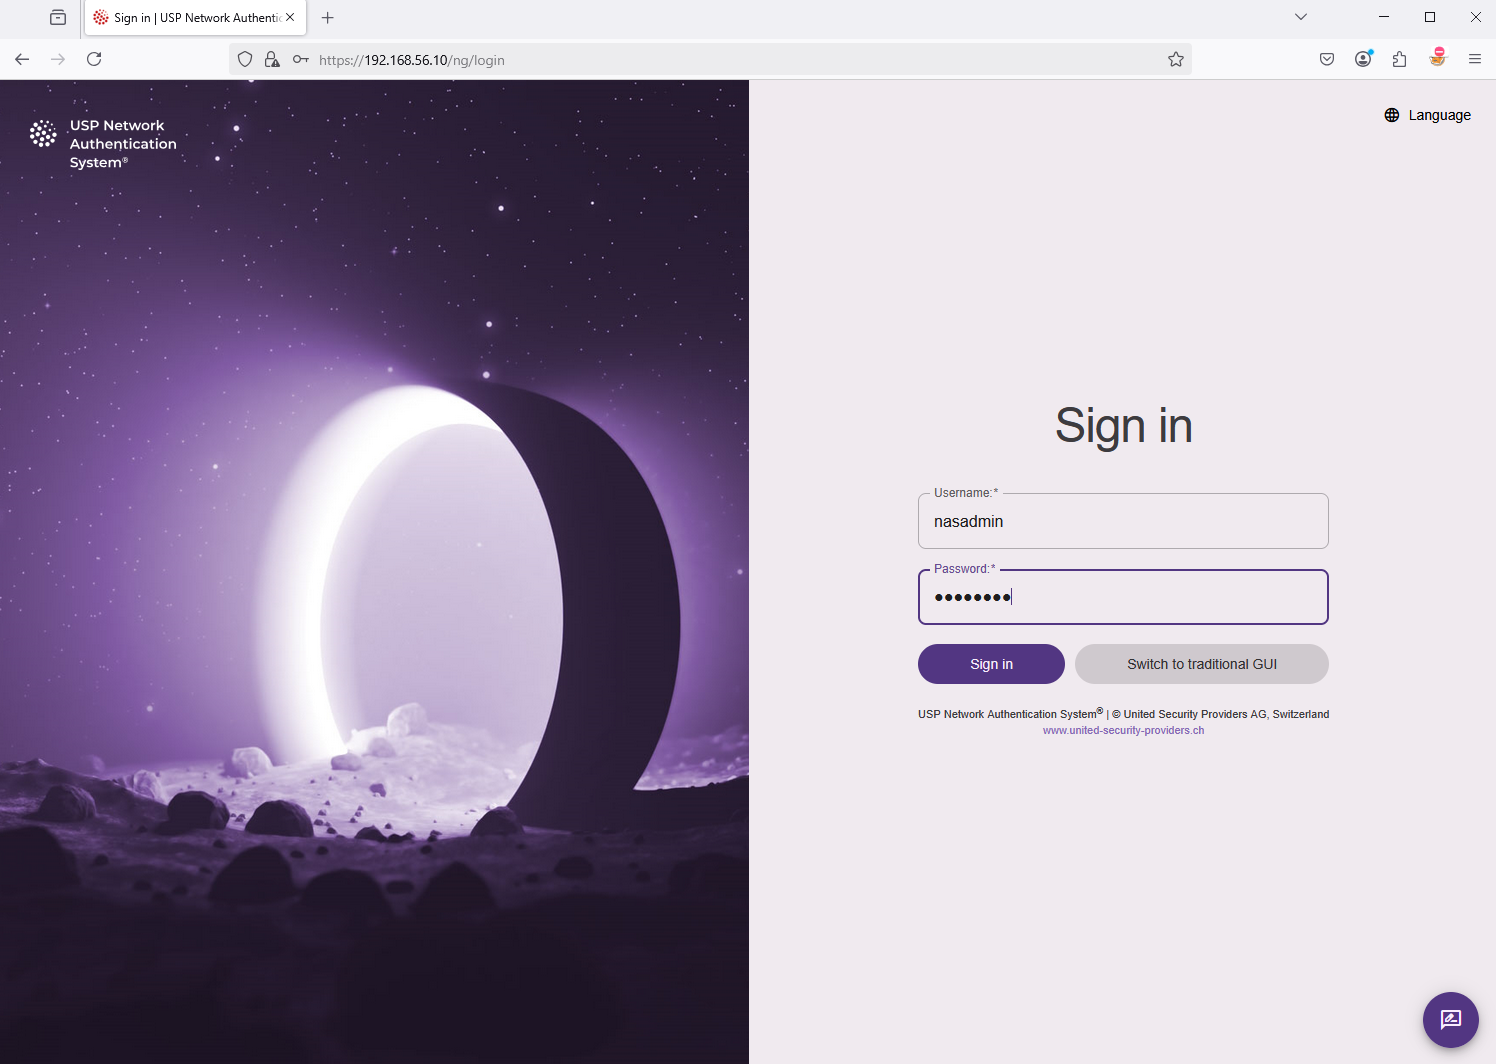 Sign in | USP Network Authentic
https://192.168.56.10/ng/login
USP Network
Authentication
System®
Language
Sign in
Username:*
nasadmin
Password:*
••••••••
Sign in
Switch to traditional GUI
USP Network Authentication System® | © United Security Providers AG, Switzerland
www.united-security-providers.ch